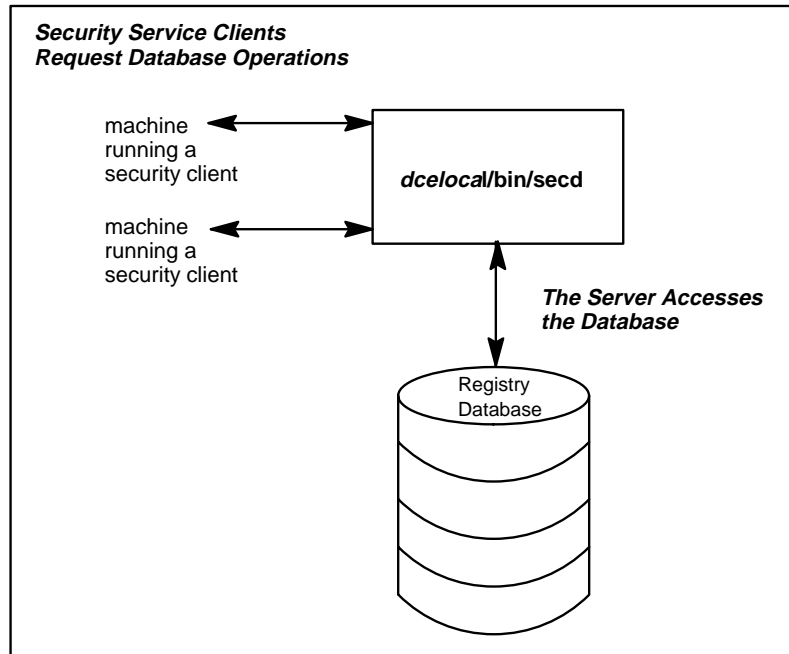 Security Service Clients
Request Database Operations
machine
running a
security client
dcelocal/bin/secd
machine
running a
security client
The Server Accesses
the Database
Registry
Database